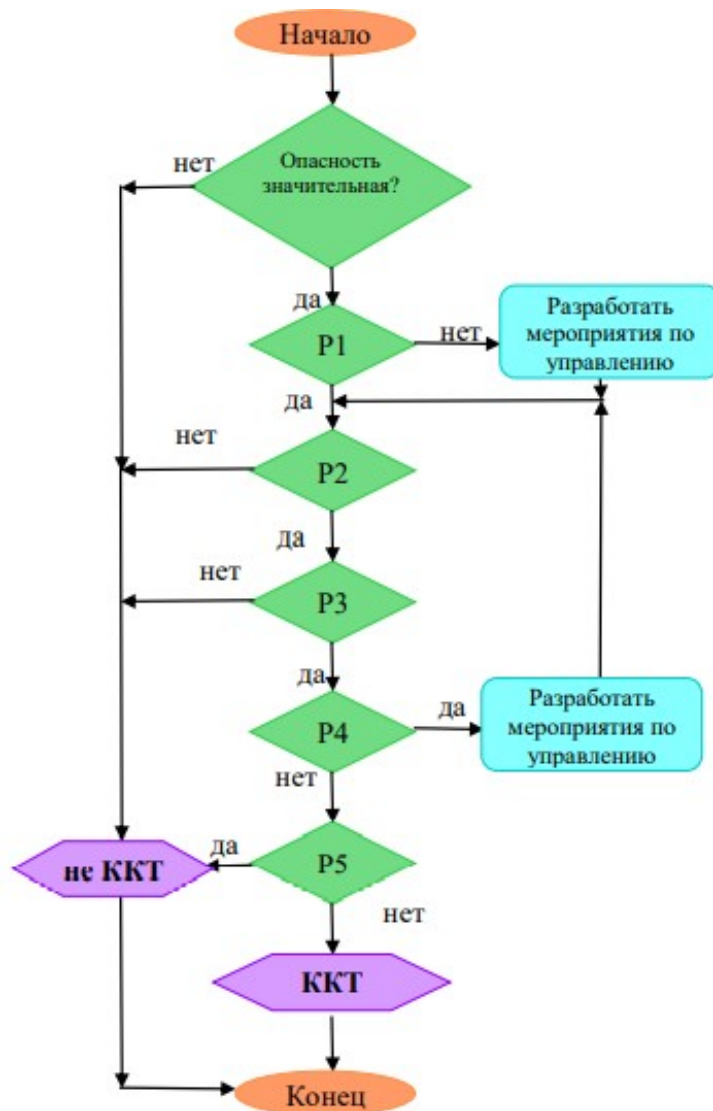 Начало
нет
Опасность
значительная?
да
Р1
нет
Разработать
мероприятия по
управлению
да
нет
Р2
да
нет
Р3
да
Р4
да
Разработать
мероприятия по
управлению
нет
не ККТ
да
Р5
нет
ККТ
Конец